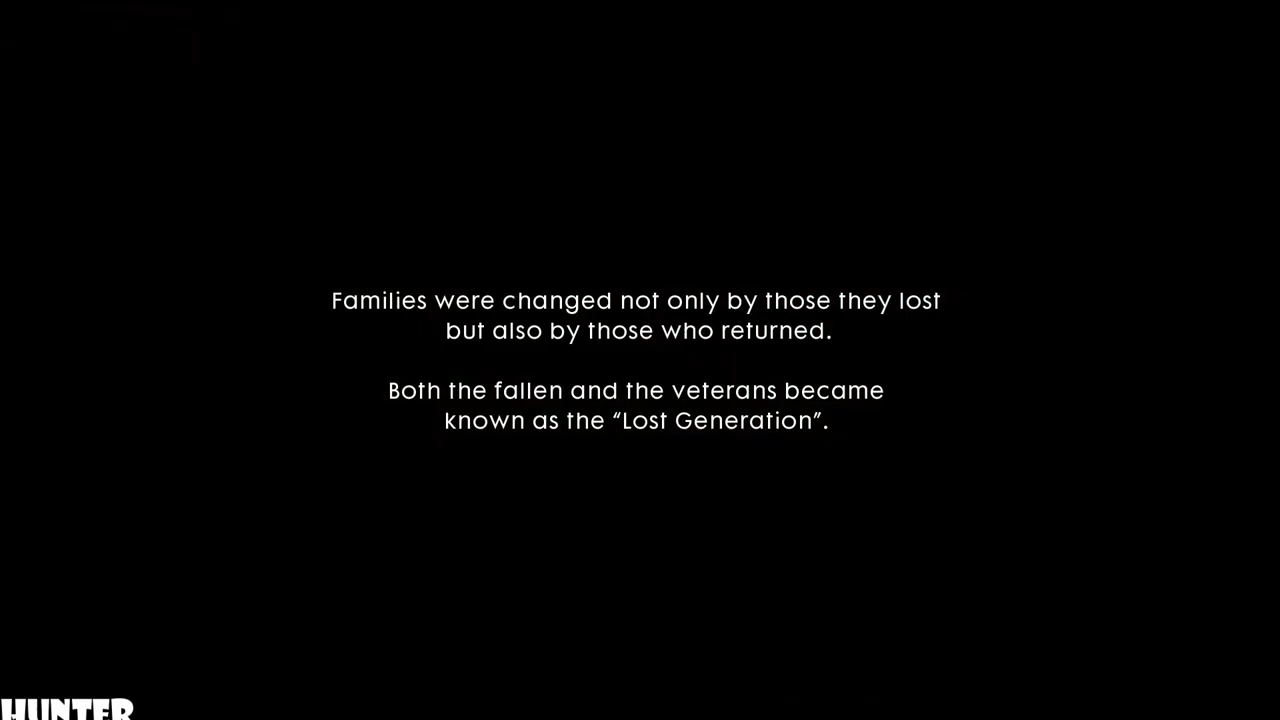 Families were changed not only by those they lost
but also by those who returned.
Both the fallen and the veterans became
known as the “Lost Generation”.
HUNTER